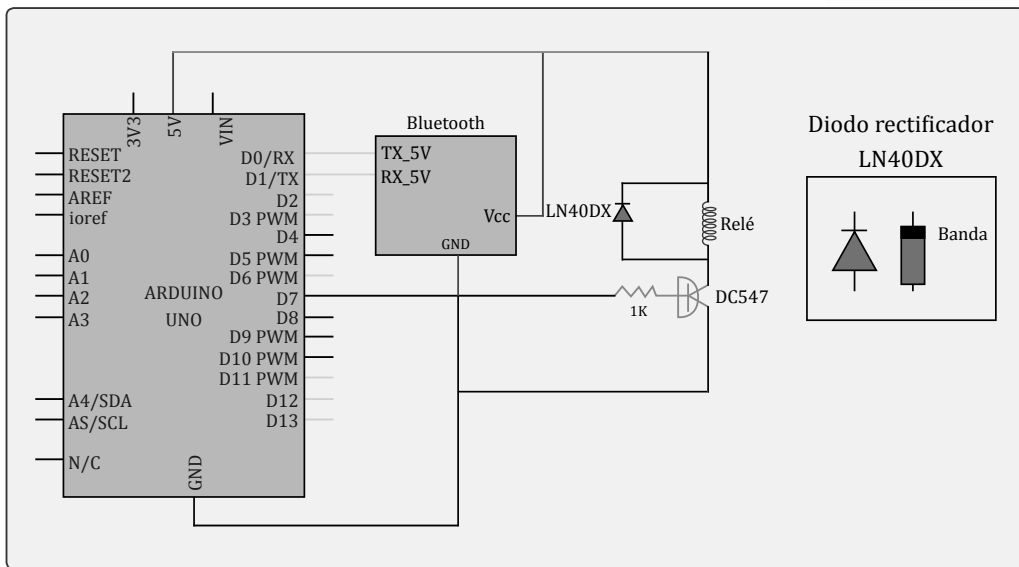 3V3
5V
VIN
RESET
RESET2
AREF
ioref
A0
A1
A2
A3
A4/SDA
AS/SCL
N/C
ARDUINO
UNO
GND
D0/RX
D1/TX
D2
D3 PWM
D4
D5 PWM
D6 PWM
D7
D8
D9 PWM
D10 PWM
D11 PWM
D12
D13
Bluetooth
TX_5V
RX_5V
Vcc
GND
LN40DX
Relé
1K
DC547
Diodo rectificador
LN40DX
Banda